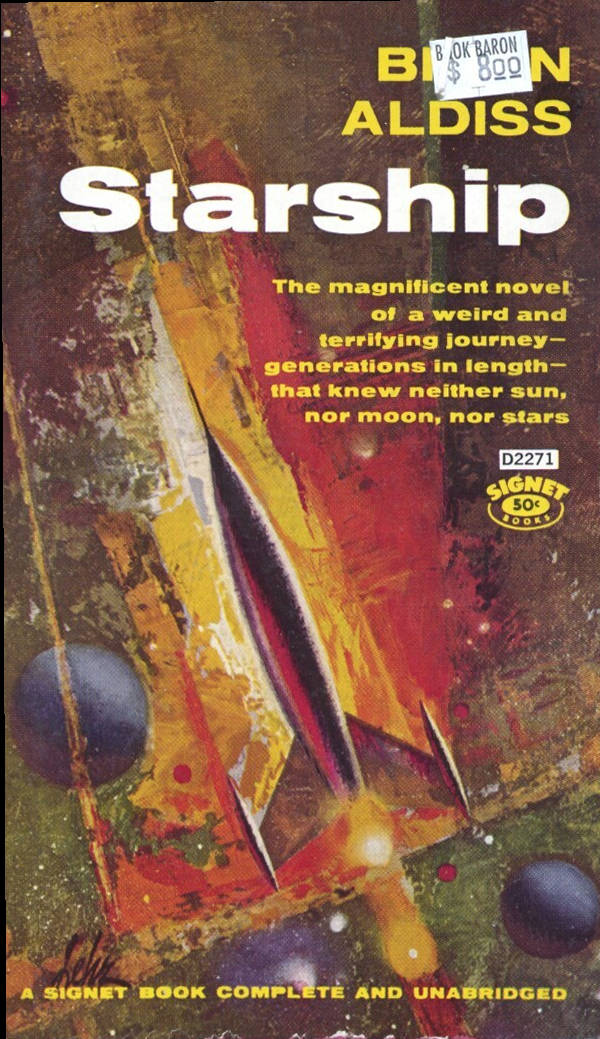 BOOK BARON
$ 8.00
ALDISS
Starship
The magnificent novel
of a weird and
terrifying journey—
generations in length—
that knew neither sun,
nor moon, nor stars
D2271
SIGNET
50¢
BOOKS
A SIGNET BOOK COMPLETE AND UNABRIDGED